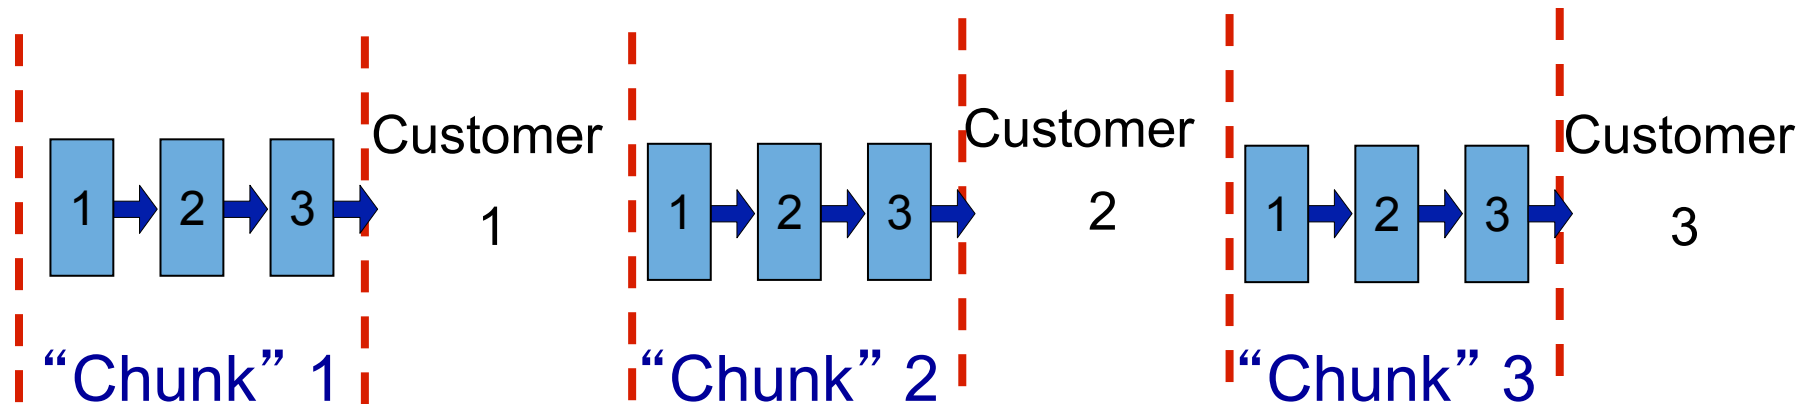 1 2 3
Customer
1
"Chunk" 1
1 2 3
Customer
2
"Chunk" 2
1 2 3
Customer
3
"Chunk" 3